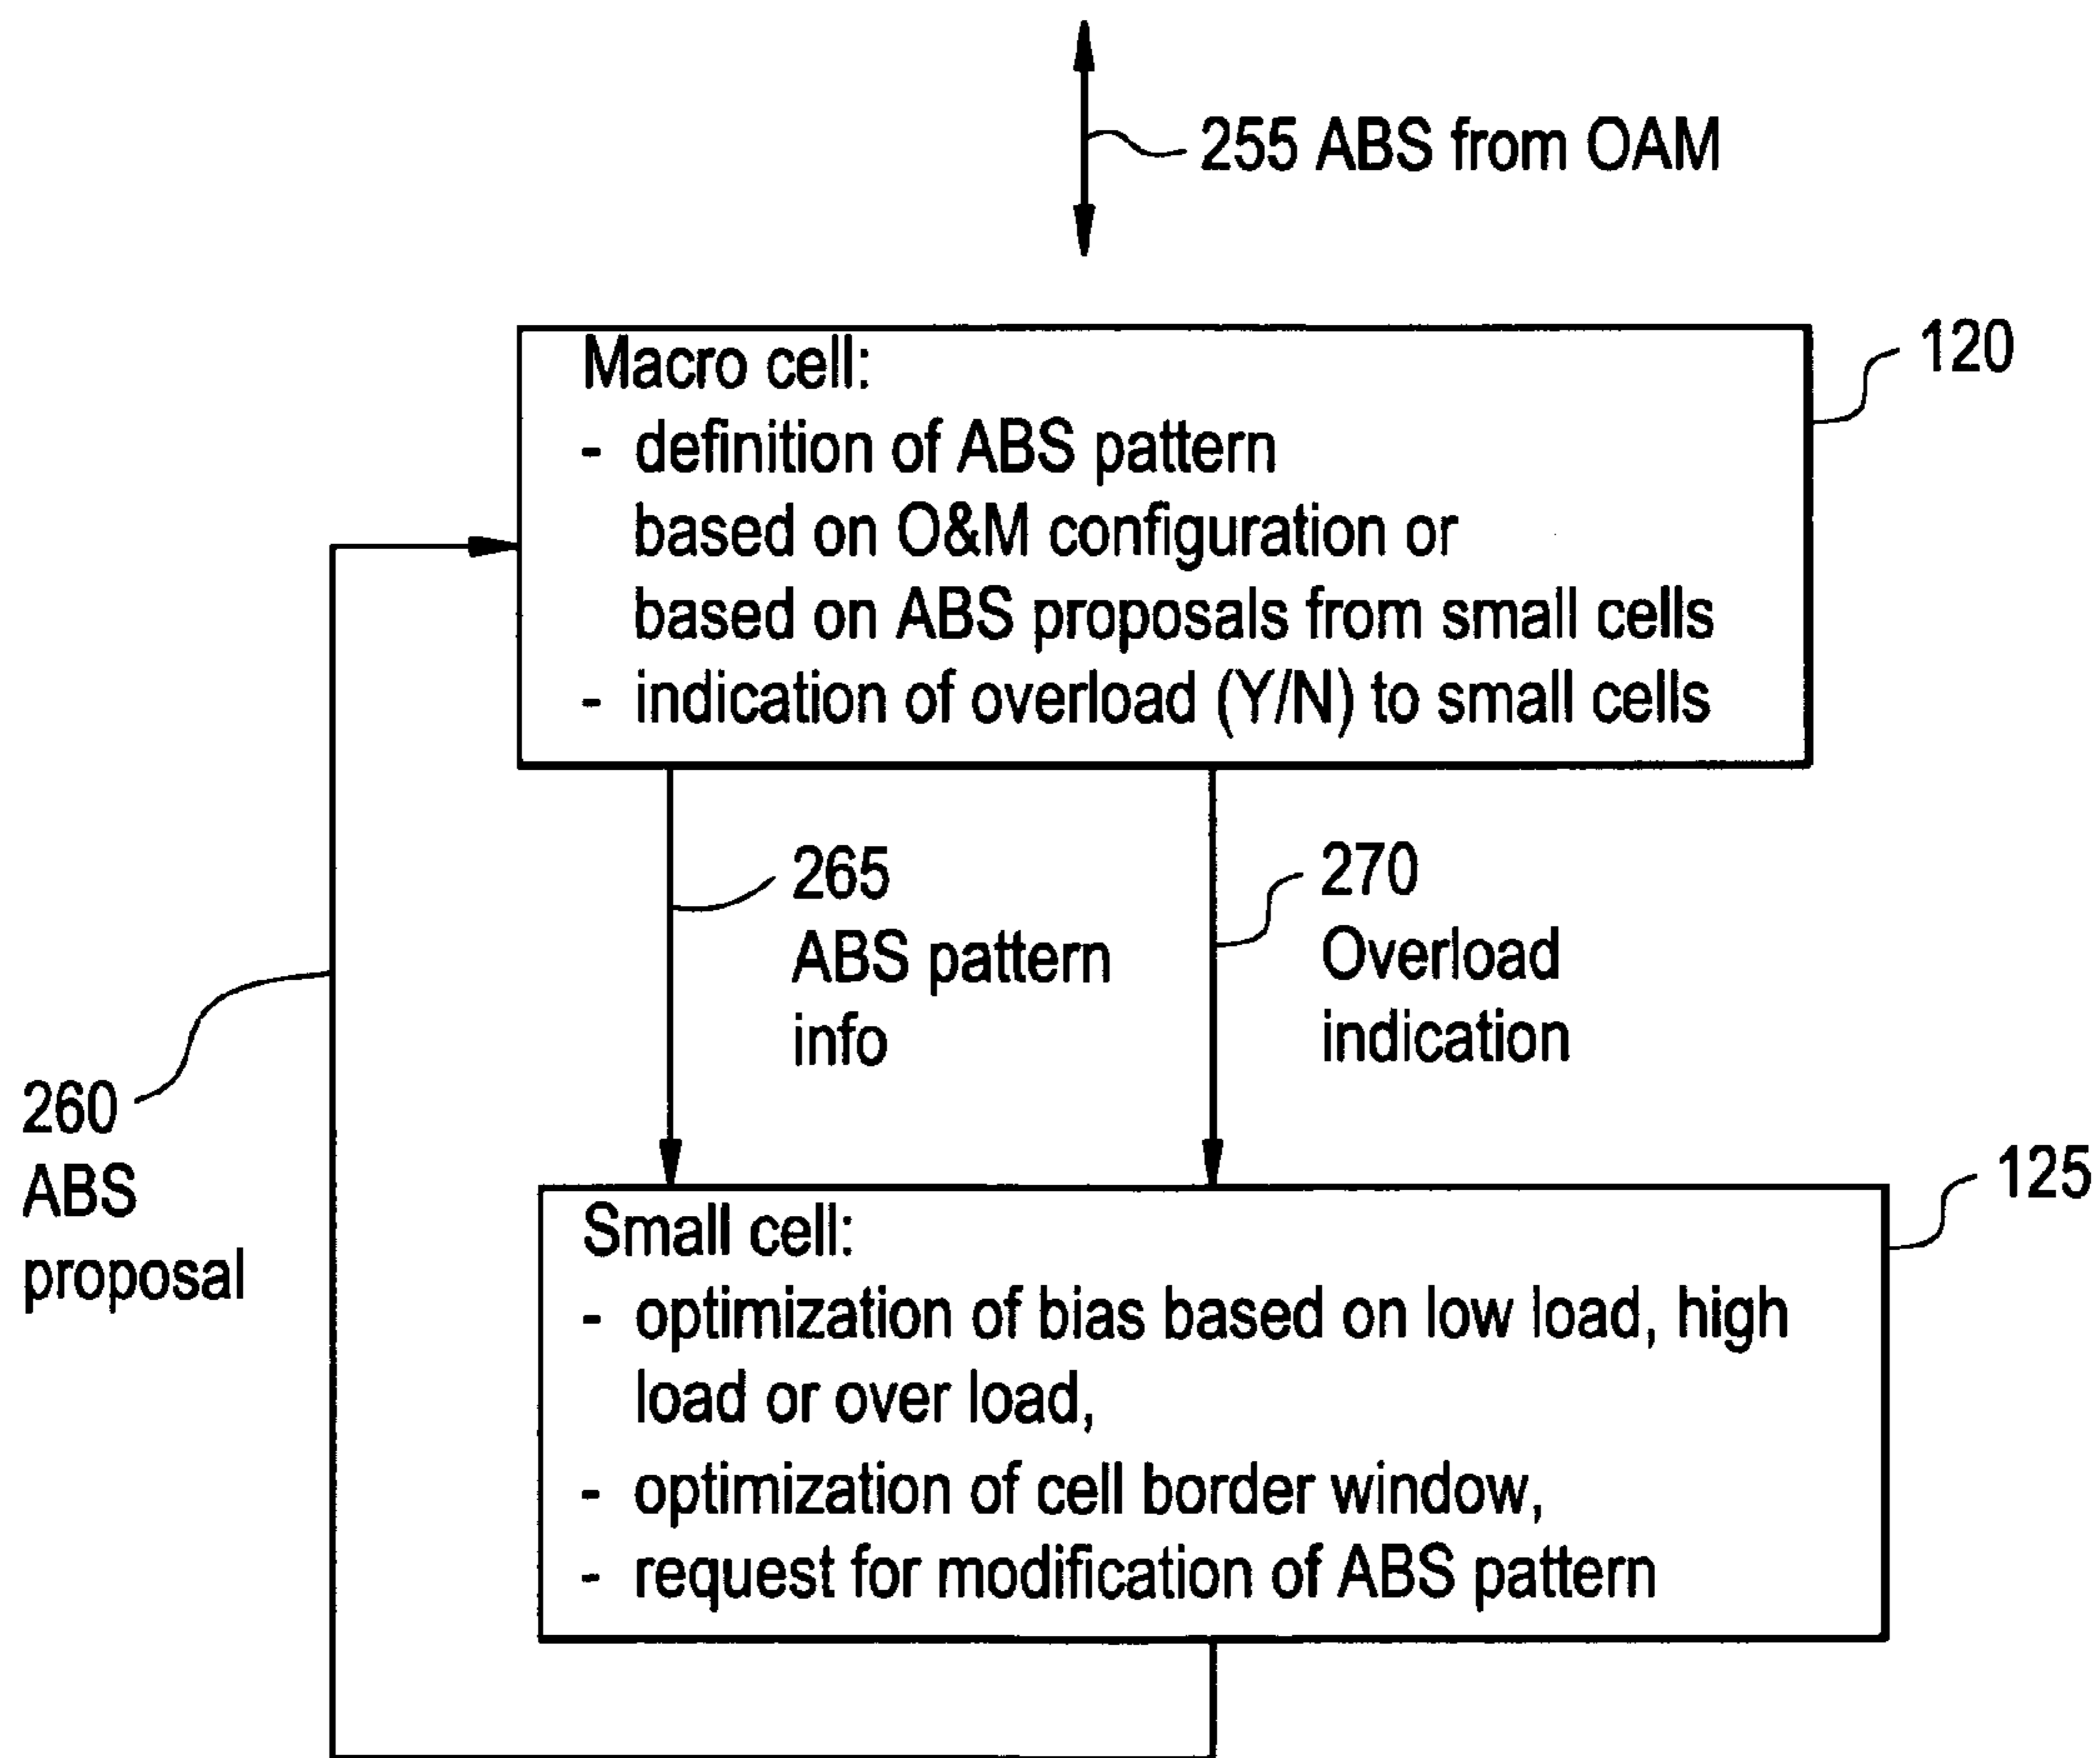 255 ABS from OAM
120
Macro cell:
- definition of ABS pattern
based on O&M configuration or
based on ABS proposals from small cells
- indication of overload (Y/N) to small cells
265
ABS pattern
info
270
Overload
indication
260
ABS
proposal
125
Small cell:
- optimization of bias based on low load, high
load or over load,
- optimization of cell border window,
- request for modification of ABS pattern